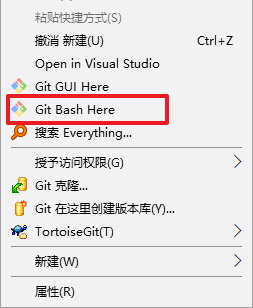 粘贴快捷方式(S)
撤消 新建(U) Ctrl+Z
Open in Visual Studio
Git GUI Here
Git Bash Here
搜索 Everything...
授予访问权限(G)
Git 克隆...
Git 在这里创建版本库(Y)...
TortoiseGit(T)
新建(W)
属性(R)